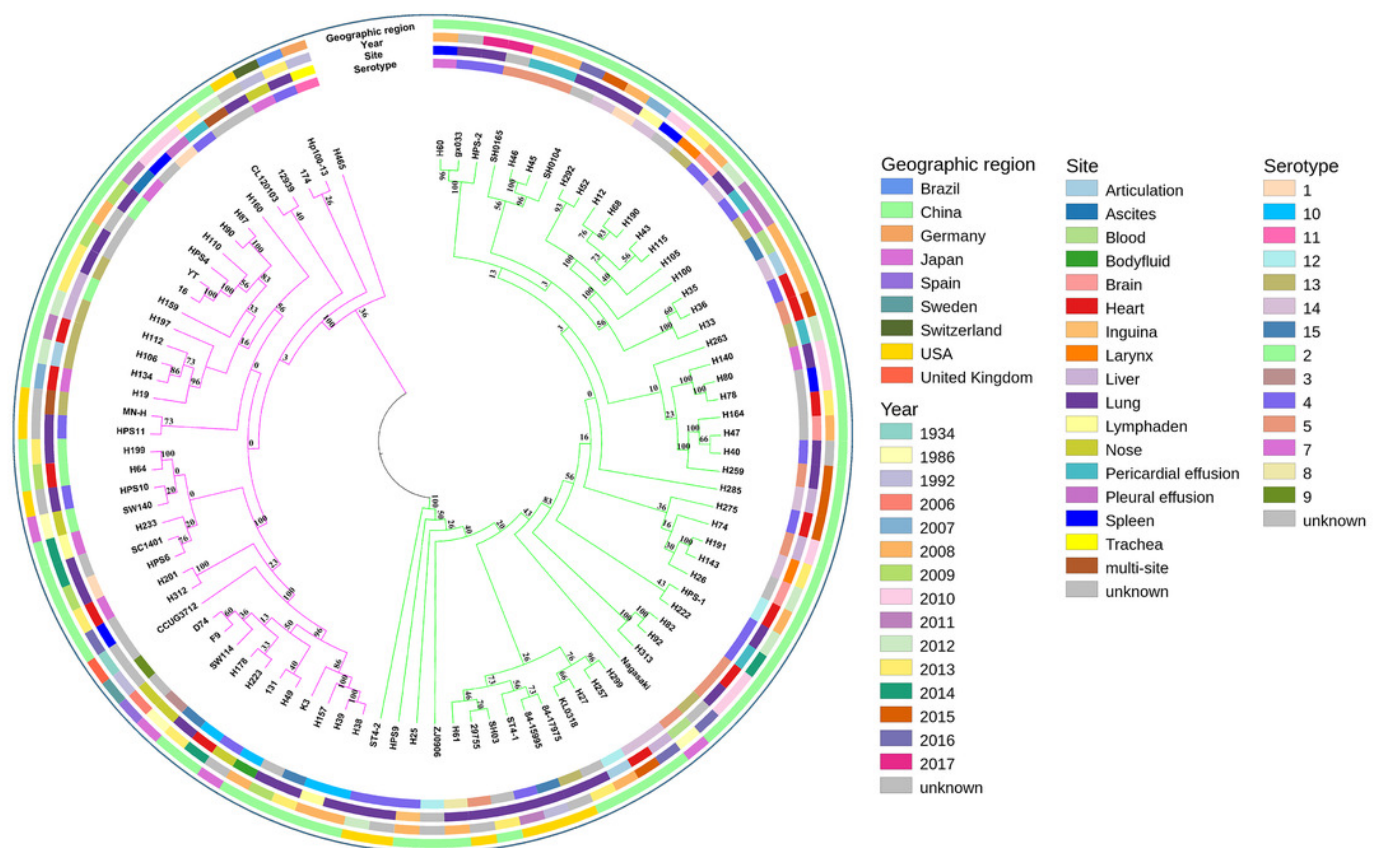 Geographic region
Year
Site
Serotype
H60
gx033
HPS-2
SH0165
H46
H45
SH0104
H292
H52
H12
H68
H190
H43
H115
H105
H100
H35
H36
H33
H263
H140
H80
H78
H164
H47
H40
H259
H285
H275
H74
H191
H143
H26
HPS-1
H222
H82
H92
H313
Nagasaki
H299
H257
H27
KL0318
84-17975
84-15995
ST4-1
SH03
29755
H61
H25
HPS9
ST4-2
H38
H39
H157
K3
H49
131
H223
H178
SW114
F9
D74
CCUG3712
H312
H201
HPS6
SC1401
H233
SW140
HPS10
H64
H199
HPS11
MN-H
H19
H134
H106
H112
H197
H159
16
YT
HPS4
H110
H90
H87
H160
CL120103
12939
174
Hp100-13
H465
Geographic region
Brazil
China
Germany
Japan
Spain
Sweden
Switzerland
USA
United Kingdom
Year
1934
1986
1992
2006
2007
2008
2009
2010
2011
2012
2013
2014
2015
2016
2017
unknown
Site
Articulation
Ascites
Blood
Bodyfluid
Brain
Heart
Inguina
Larynx
Liver
Lung
Lymphaden
Nose
Pericardial effusion
Pleural effusion
Spleen
Trachea
multi-site
unknown
Serotype
1
10
11
12
13
14
15
2
3
4
5
7
8
9
unknown